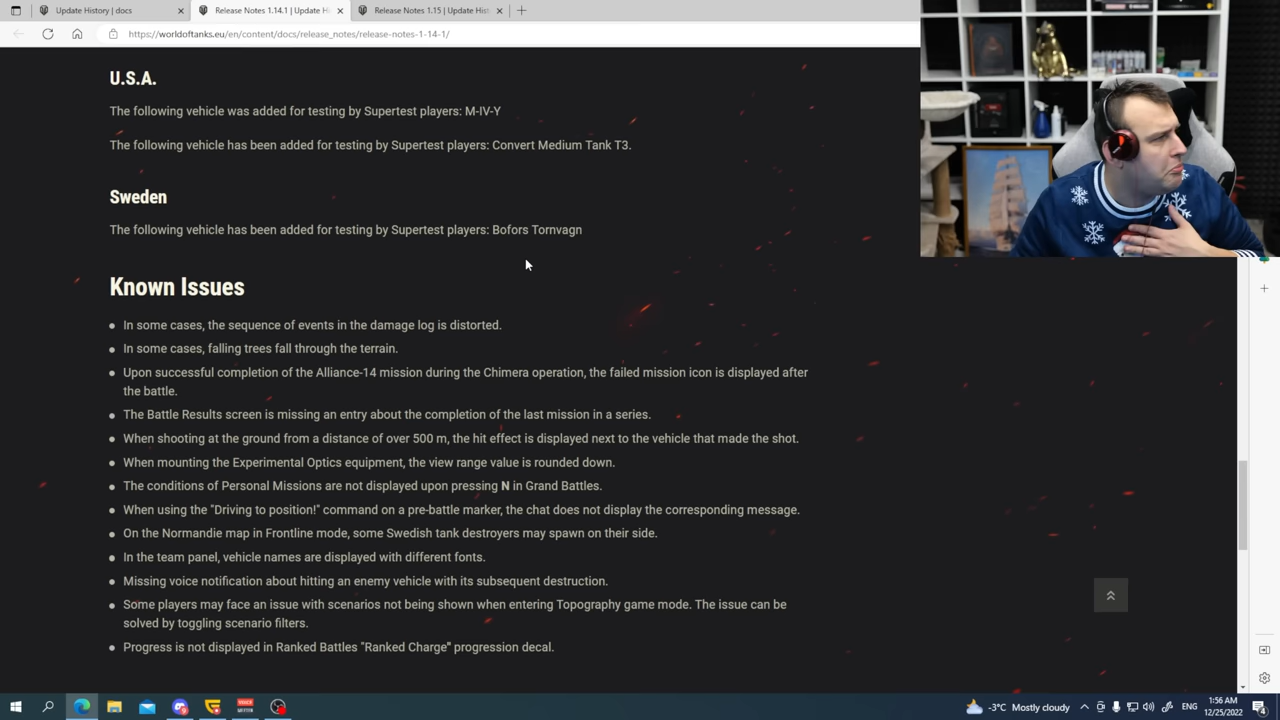 Update History | docs
Release Notes 1.14.1 | Update Hi
Release Notes 1.15 | Update Hist
https://worldoftanks.eu/en/content/docs/release_notes/release-notes-1-14-1/
U.S.A.
The following vehicle was added for testing by Supertest players: M-IV-Y
The following vehicle has been added for testing by Supertest players: Convert Medium Tank T3.
Sweden
The following vehicle has been added for testing by Supertest players: Bofors Tornvagn
Known Issues
In some cases, the sequence of events in the damage log is distorted.
In some cases, falling trees fall through the terrain.
Upon successful completion of the Alliance-14 mission during the Chimera operation, the failed mission icon is displayed after
the battle.
The Battle Results screen is missing an entry about the completion of the last mission in a series.
When shooting at the ground from a distance of over 500 m, the hit effect is displayed next to the vehicle that made the shot.
When mounting the Experimental Optics equipment, the view range value is rounded down.
The conditions of Personal Missions are not displayed upon pressing N in Grand Battles.
When using the "Driving to position!" command on a pre-battle marker, the chat does not display the corresponding message.
On the Normandie map in Frontline mode, some Swedish tank destroyers may spawn on their side.
In the team panel, vehicle names are displayed with different fonts.
Missing voice notification about hitting an enemy vehicle with its subsequent destruction.
Some players may face an issue with scenarios not being shown when entering Topography game mode. The issue can be
solved by toggling scenario filters.
Progress is not displayed in Ranked Battles "Ranked Charge" progression decal.
-3°C Mostly cloudy
ENG
1:56 AM
12/25/2022
4